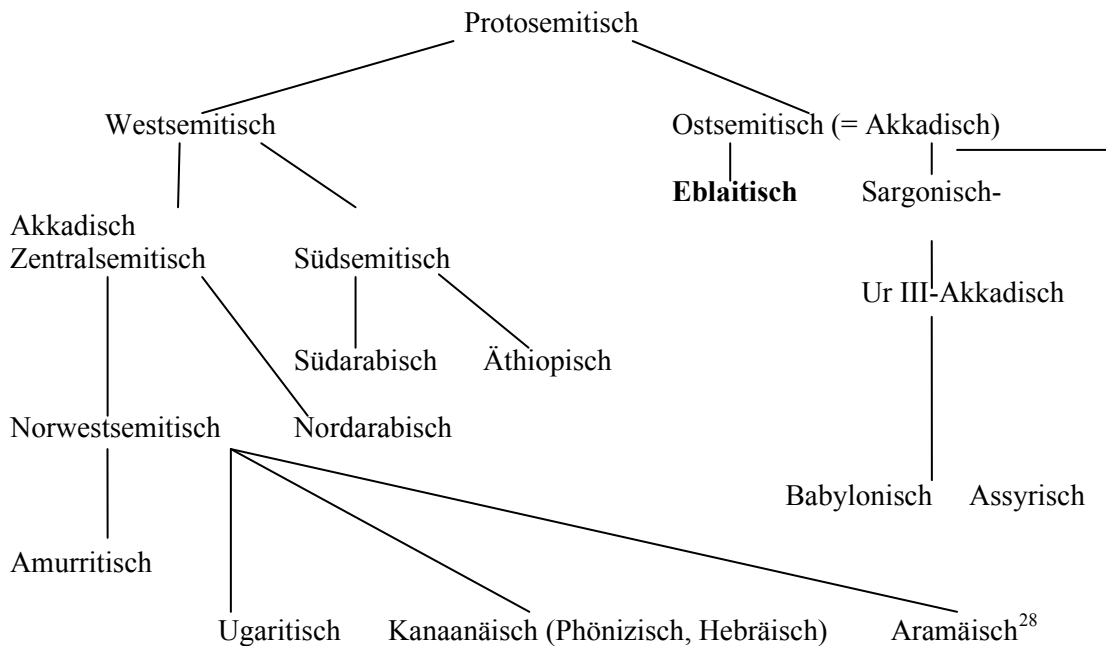 Protosemitisch
Westsemitisch Ostsemitisch (= Akkadisch)
Eblaitisch Sargonisch-
Akkadisch
Zentralsemitisch Südsemitisch
Ur III-Akkadisch
Südarabisch Äthiopisch
Norwestsemitisch Nordarabisch
Babylonisch Assyrisch
Amurritisch
Ugaritisch Kanaanäisch (Phönizisch, Hebräisch) Aramäisch28